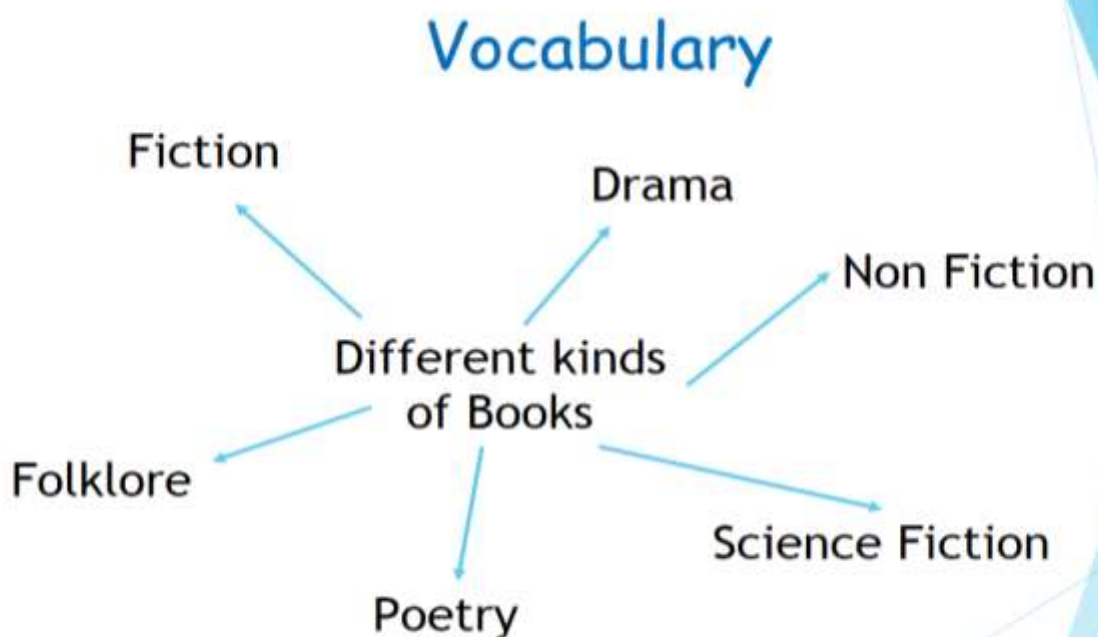 Vocabulary
Fiction
Drama
Non Fiction
Different kinds
of Books
Folklore
Science Fiction
Poetry